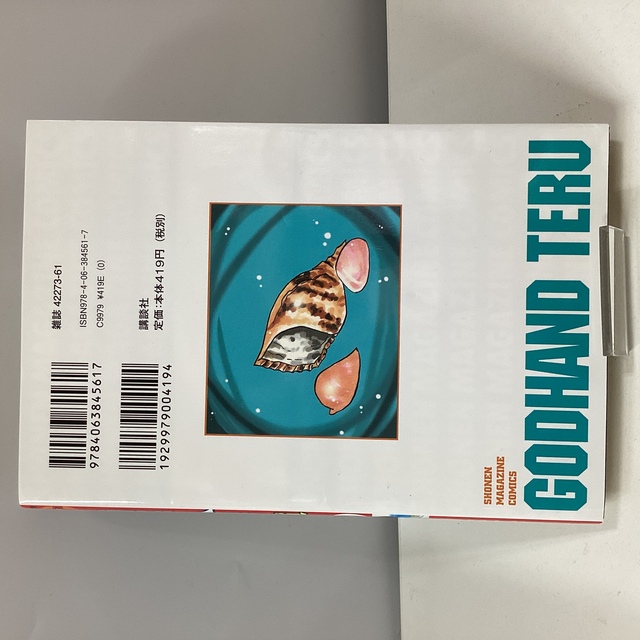 GODHAND TERU
SHONEN
MAGAZINE
COMICS
9784063845617
1929979004194
雑誌 42273-61
ISBN978-4-06-384561-7
C9979 ¥419E (0)
講談社
定価:本体419円 (税別)